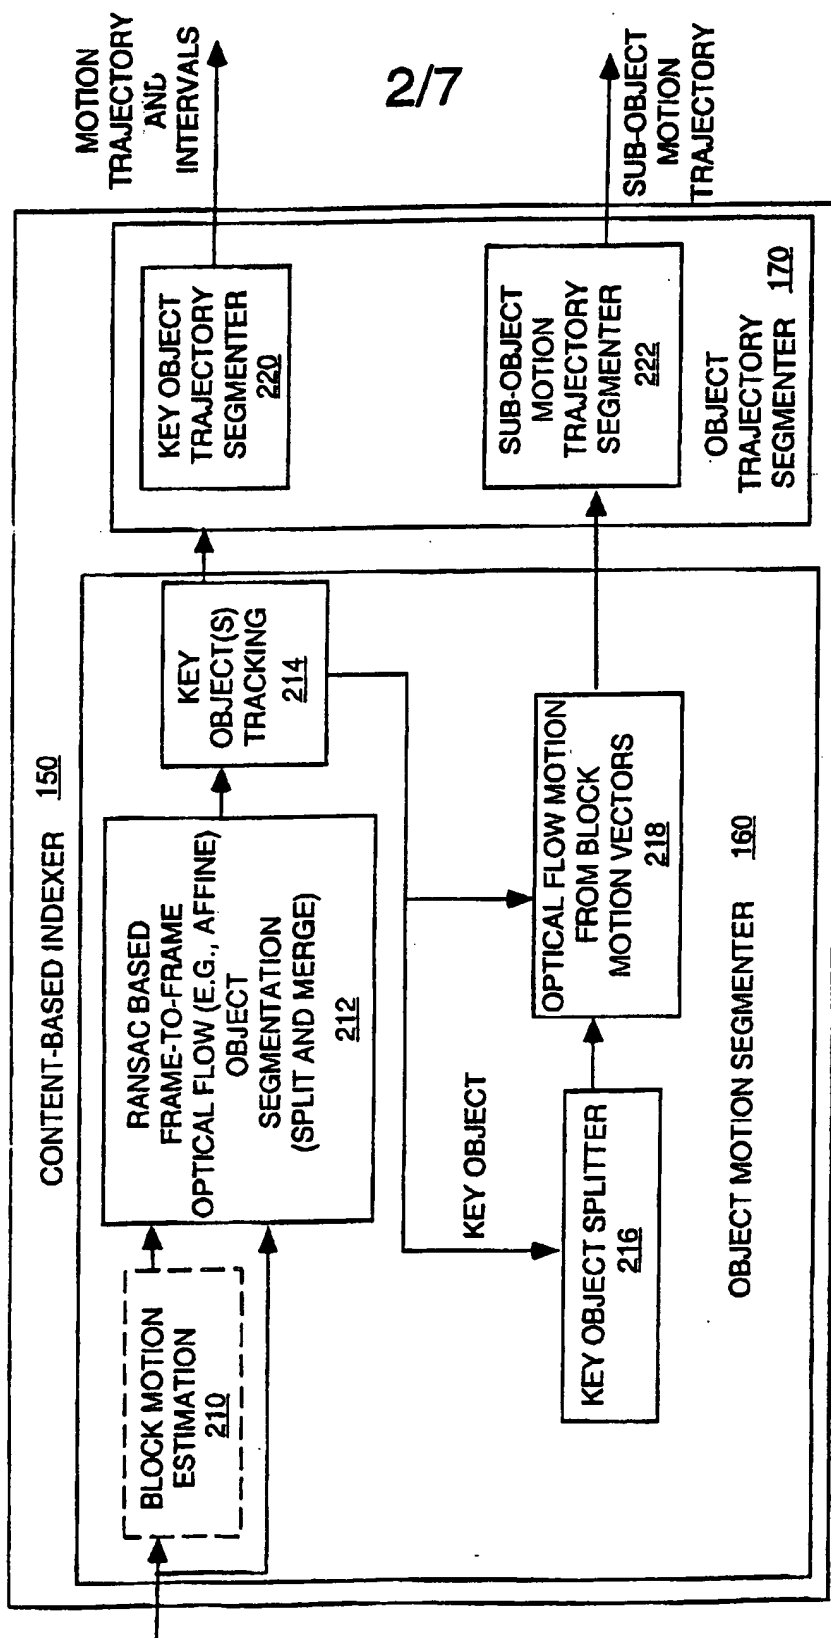 2/7
CONTENT-BASED INDEXER 150
BLOCK MOTION
ESTIMATION
210
RANSAC BASED
FRAME-TO-FRAME
OPTICAL FLOW (E.G., AFFINE)
OBJECT
SEGMENTATION
(SPLIT AND MERGE)
212
KEY
OBJECT(S)
TRACKING
214
KEY OBJECT
KEY OBJECT SPLITTER
216
OPTICAL FLOW MOTION
FROM BLOCK
MOTION VECTORS
218
OBJECT MOTION SEGMENTER 160
KEY OBJECT
TRAJECTORY
SEGMENTER
220
SUB-OBJECT
MOTION
TRAJECTORY
SEGMENTER
222
OBJECT
TRAJECTORY
SEGMENTER 170
MOTION
TRAJECTORY
AND
INTERVALS
SUB-OBJECT
MOTION
TRAJECTORY